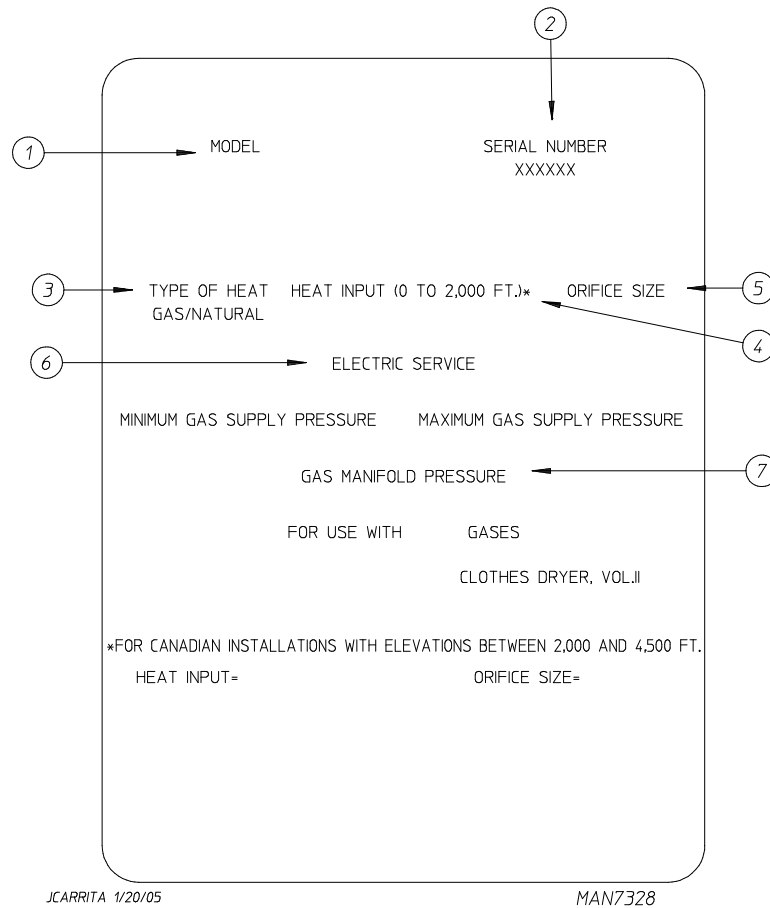 2
1
MODEL
SERIAL NUMBER
XXXXXX
3
TYPE OF HEAT
GAS/NATURAL
HEAT INPUT (0 TO 2,000 FT.)*
ORIFICE SIZE
5
4
6
ELECTRIC SERVICE
MINIMUM GAS SUPPLY PRESSURE
MAXIMUM GAS SUPPLY PRESSURE
GAS MANIFOLD PRESSURE
7
FOR USE WITH GASES
CLOTHES DRYER, VOL.II
*FOR CANADIAN INSTALLATIONS WITH ELEVATIONS BETWEEN 2,000 AND 4,500 FT.
HEAT INPUT=
ORIFICE SIZE=
JCARRITA 1/20/05
MAN7328